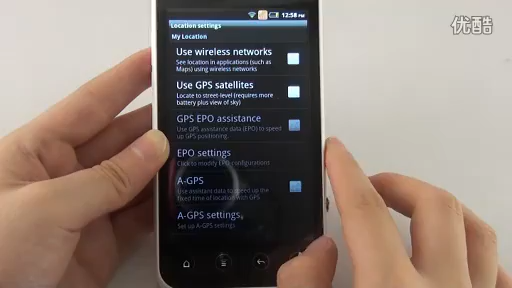 12:58 PM
优酷
Location settings
My Location
Use wireless networks
See location in applications (such as
Maps) using wireless networks
Use GPS satellites
Locate to street-level (requires more
battery plus view of sky)
GPS EPO assistance
Use GPS assistance data (EPO) to speed
up GPS positioning
EPO settings
Click to modify EPO configurations
A-GPS
Use assistant data to speed up the
fixed time of location with GPS
A-GPS settings
Set up A-GPS settings